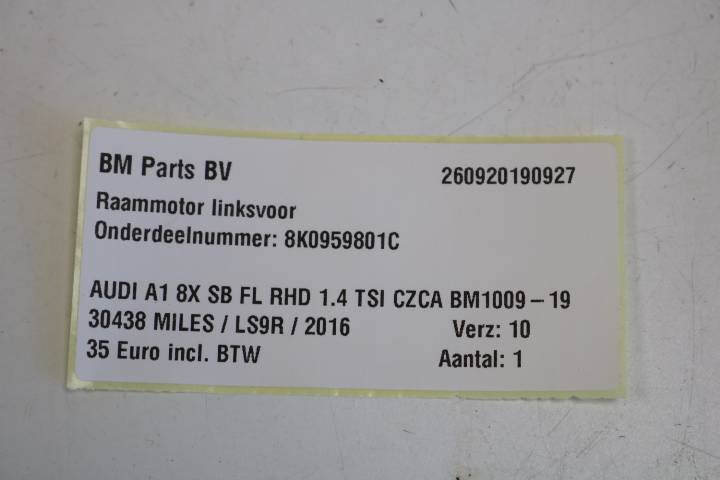 BM Parts BV 260920190927
Raammotor linksvoor
Onderdeelnummer: 8K0959801C
AUDI A1 8X SB FL RHD 1.4 TSI CZCA BM1009-19
30438 MILES / LS9R / 2016 Verz: 10
35 Euro incl. BTW Aantal: 1